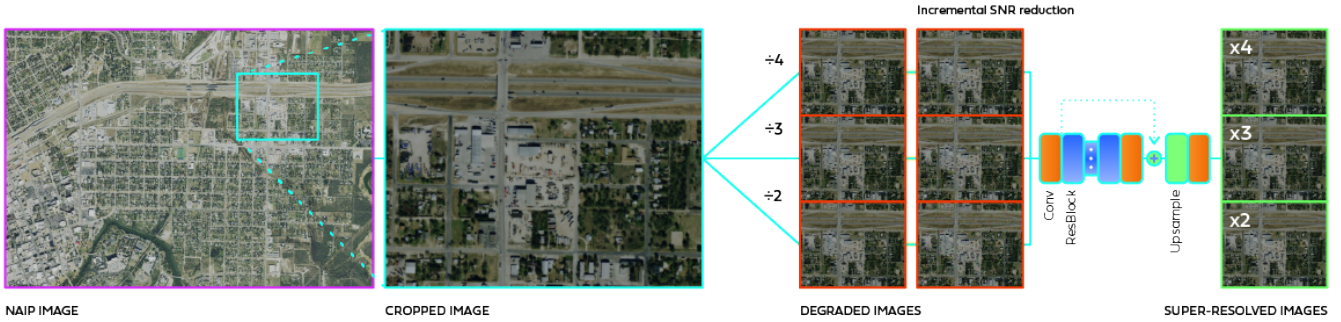 Incremental SNR reduction
÷4
÷3
÷2
Conv
ResBlock
Upsample
x4
x3
x2
NAIP IMAGE
CROPPED IMAGE
DEGRADED IMAGES
SUPER-RESOLVED IMAGES